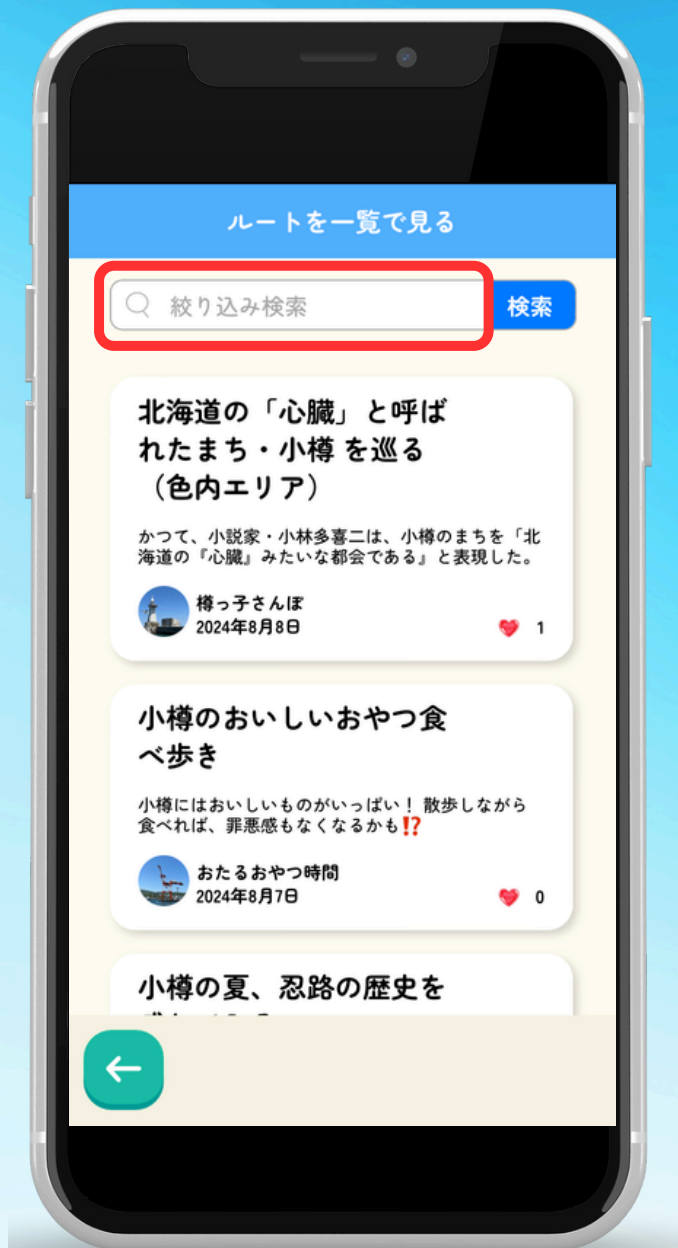 ルートを一覧で見る
絞り込み検索
検索
北海道の「心臓」と呼ば
れたまち・小樽 を巡る
（色内エリア）
かつて、小説家・小林多喜二は、小樽のまちを「北
海道の『心臓』みたいな都会である』と表現した。
樽っ子さんぽ
2024年8月8日
1
小樽のおいしいおやつ食
べ歩き
小樽にはおいしいものがいっぱい！ 散歩しながら
食べれば、罪悪感もなくなるかも⁉️
おたるおやつ時間
2024年8月7日
0
小樽の夏、忍路の歴史を